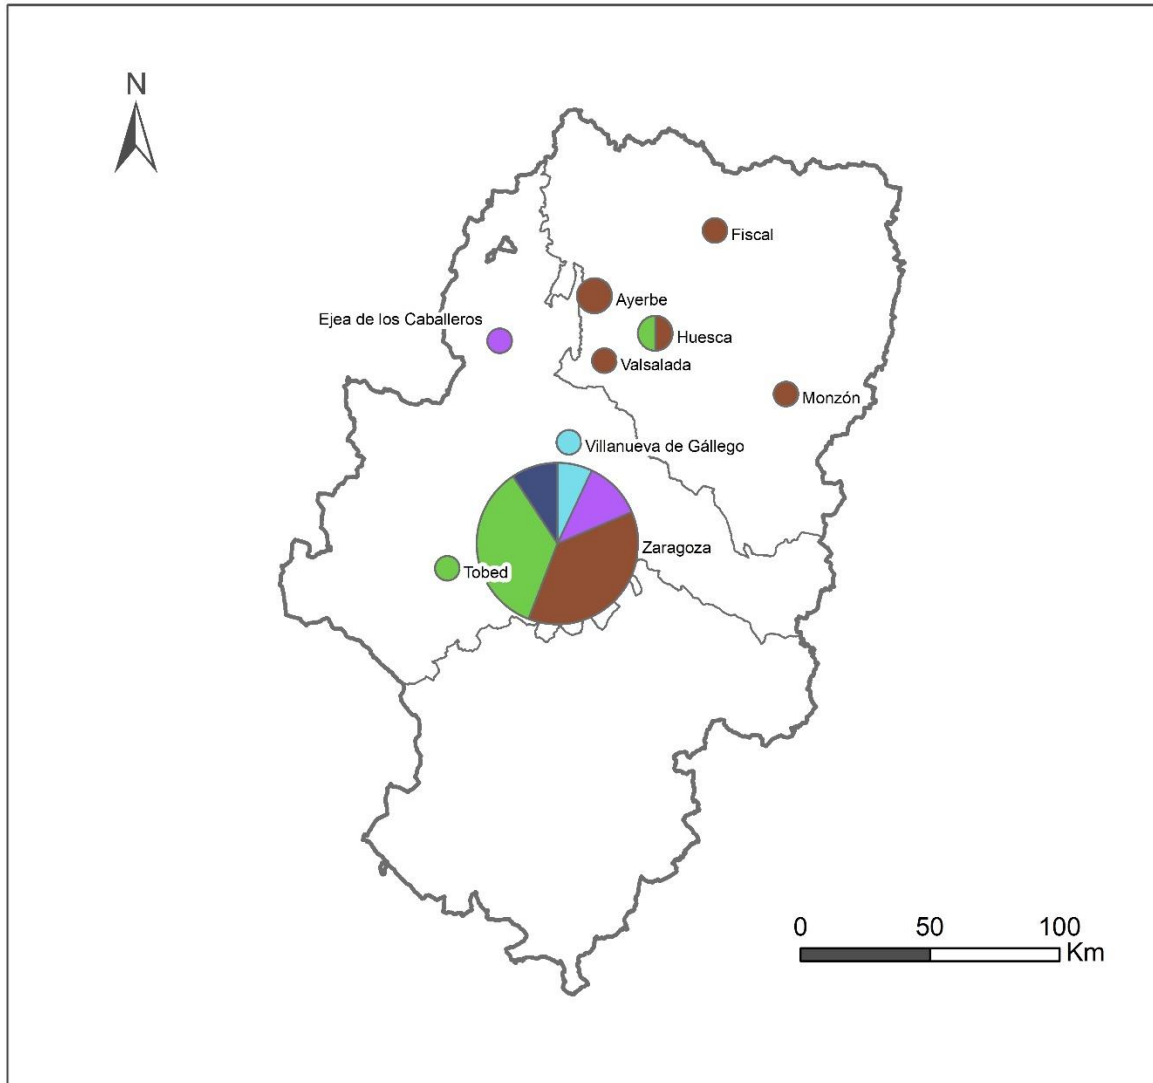 N
Fiscal
Ayerbe
Ejea de los Caballeros
Huesca
Valsalada
Monzón
Villanueva de Gállego
Zaragoza
Tobed
0 50 100
Km